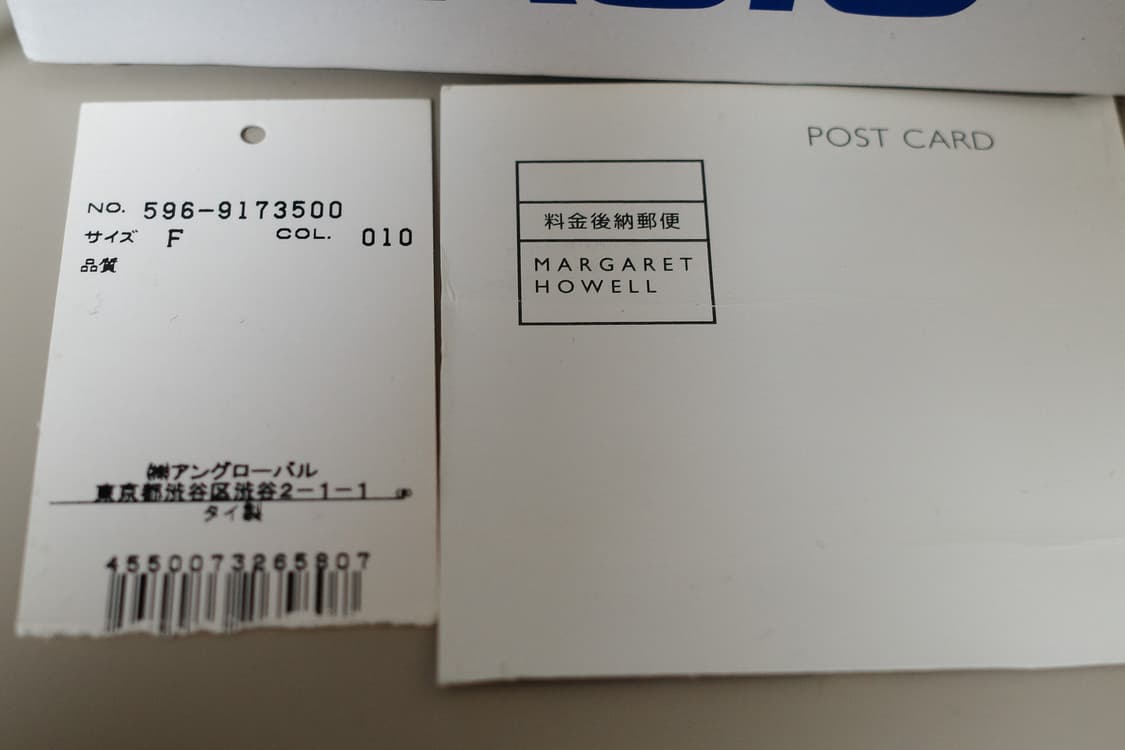 NO. 596-9173500
サイズ F COL. 010
品質
㈱アングローバル
東京都渋谷区渋谷2-1-1
タイ製
4550073265807
POST CARD
料金後納郵便
MARGARET
HOWELL